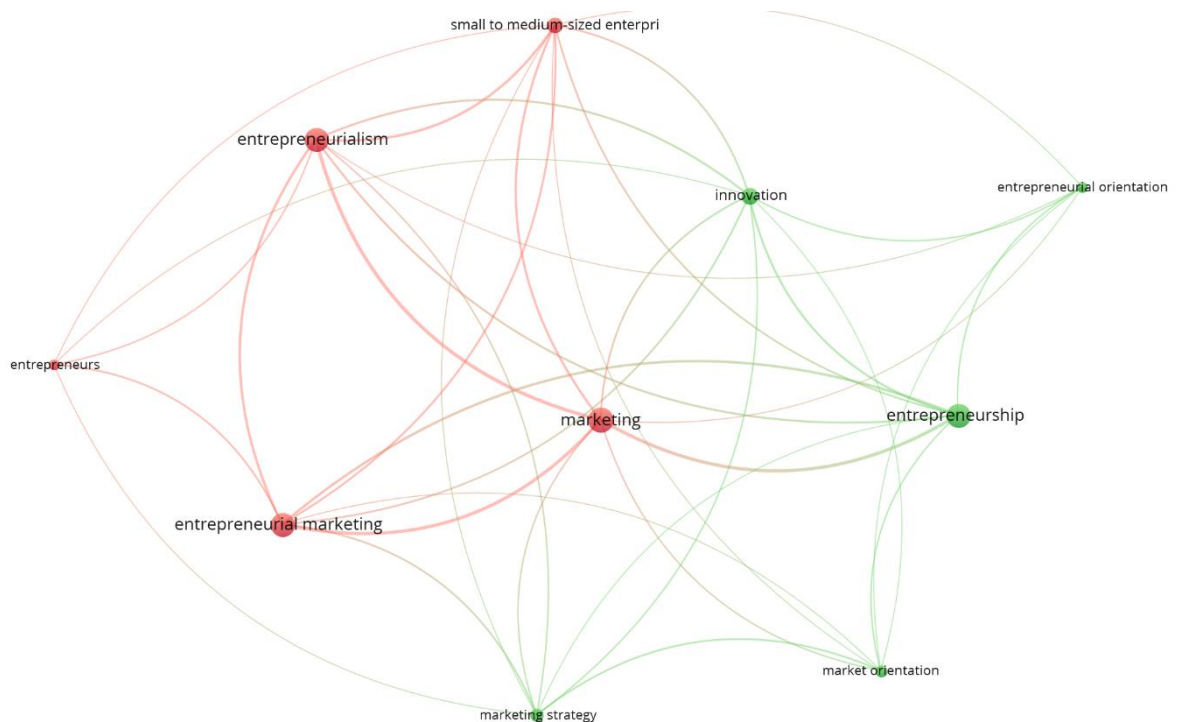 small to medium-sized enterpri
entrepreneurialism
entrepreneurial orientation
innovation
entrepreneurs
marketing
entrepreneurship
entrepreneurial marketing
market orientation
marketing strategy